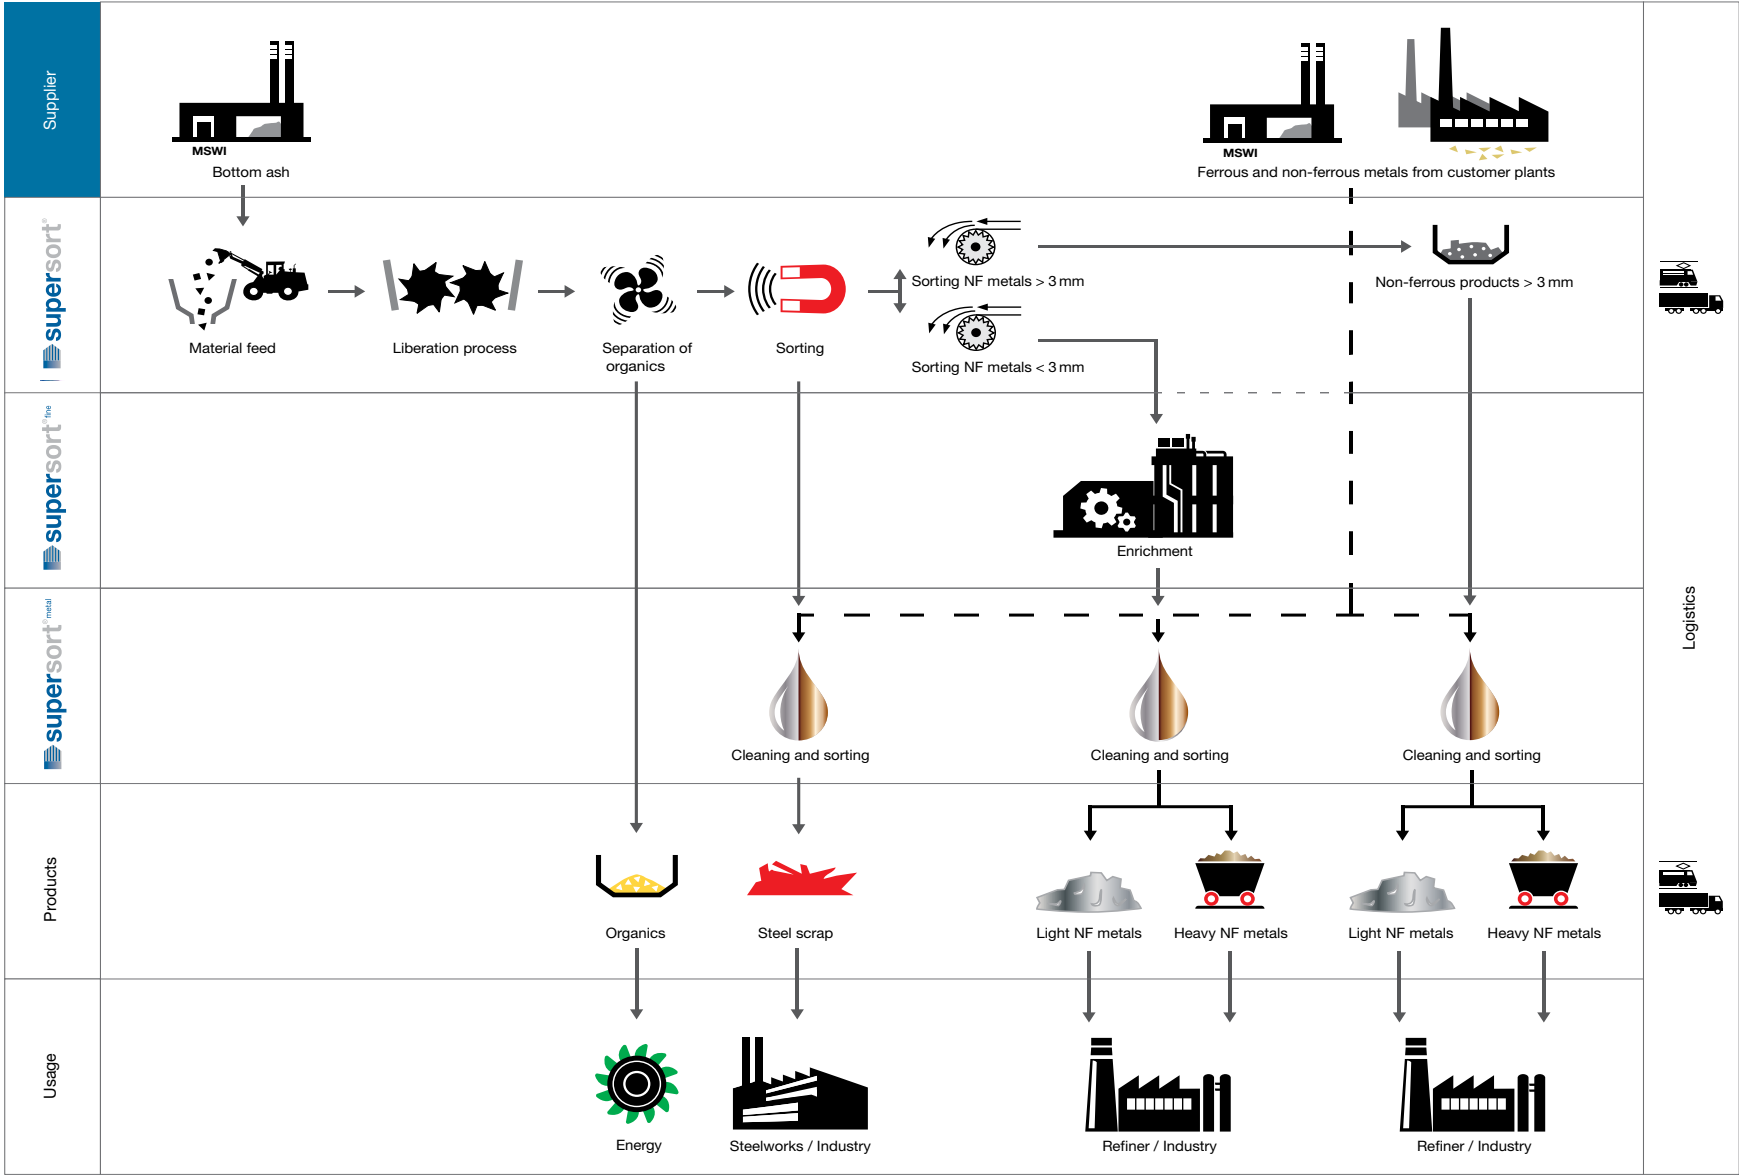 Supplier
MSWI
Bottom ash
MSWI
Ferrous and non-ferrous metals from customer plants
supersort®
Material feed
Liberation process
Separation of
organics
Sorting
Sorting NF metals > 3 mm
Sorting NF metals < 3 mm
Non-ferrous products > 3 mm
supersort®fine
Enrichment
supersort®metal
Cleaning and sorting
Cleaning and sorting
Cleaning and sorting
Logistics
Products
Organics
Steel scrap
Light NF metals
Heavy NF metals
Light NF metals
Heavy NF metals
Usage
Energy
Steelworks / Industry
Refiner / Industry
Refiner / Industry